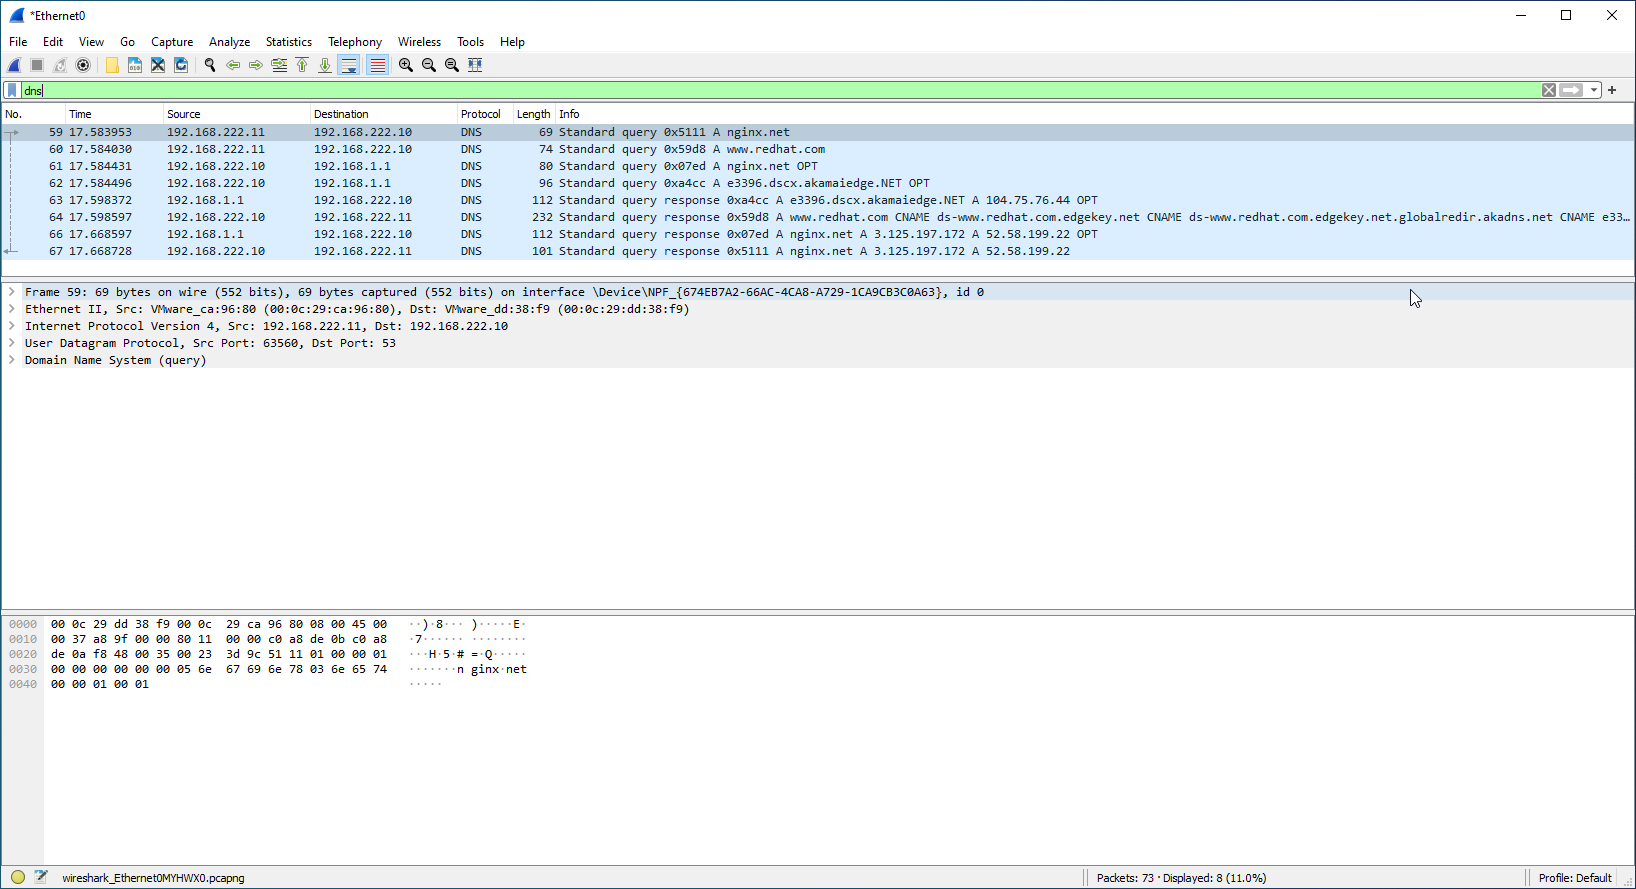 *Ethernet0
File Edit View Go Capture Analyze Statistics Telephony Wireless Tools Help
dns
No. Time Source Destination Protocol Length Info
59 17.583953 192.168.222.11 192.168.222.10 DNS 69 Standard query 0x5111 A nginx.net
60 17.584030 192.168.222.11 192.168.222.10 DNS 74 Standard query 0x59d8 A www.redhat.com
61 17.584431 192.168.222.10 192.168.1.1 DNS 80 Standard query 0x07ed A nginx.net OPT
62 17.584496 192.168.222.10 192.168.1.1 DNS 96 Standard query 0xa4cc A e3396.dscx.akamaiedge.NET OPT
63 17.598372 192.168.1.1 192.168.222.10 DNS 112 Standard query response 0xa4cc A e3396.dscx.akamaiedge.NET A 104.75.76.44 OPT
64 17.598597 192.168.222.10 192.168.222.11 DNS 232 Standard query response 0x59d8 A www.redhat.com CNAME ds-www.redhat.com.edgekey.net CNAME ds-www.redhat.com.edgekey.net.globalredir.akadns.net CNAME e33…
66 17.668597 192.168.1.1 192.168.222.10 DNS 112 Standard query response 0x07ed A nginx.net A 3.125.197.172 A 52.58.199.22 OPT
67 17.668728 192.168.222.10 192.168.222.11 DNS 101 Standard query response 0x5111 A nginx.net A 3.125.197.172 A 52.58.199.22
Frame 59: 69 bytes on wire (552 bits), 69 bytes captured (552 bits) on interface \Device\NPF_{674EB7A2-66AC-4CA8-A729-1CA9CB3C0A63}, id 0
Ethernet II, Src: VMware_ca:96:80 (00:0c:29:ca:96:80), Dst: VMware_dd:38:f9 (00:0c:29:dd:38:f9)
Internet Protocol Version 4, Src: 192.168.222.11, Dst: 192.168.222.10
User Datagram Protocol, Src Port: 63560, Dst Port: 53
Domain Name System (query)
0000 00 0c 29 dd 38 f9 00 0c 29 ca 96 80 08 00 45 00 ··)·8··· )·····E·
0010 00 37 a8 9f 00 00 80 11 00 00 c0 a8 de 0b c0 a8 ·7······ ········
0020 de 0a f8 48 00 35 00 23 3d 9c 51 11 01 00 00 01 ···H·5·# =·Q·····
0030 00 00 00 00 00 00 05 6e 67 69 6e 78 03 6e 65 74 ·······n ginx·net
0040 00 00 01 00 01 ·····
wireshark_Ethernet0MYHWX0.pcapng Packets: 73 · Displayed: 8 (11.0%) Profile: Default